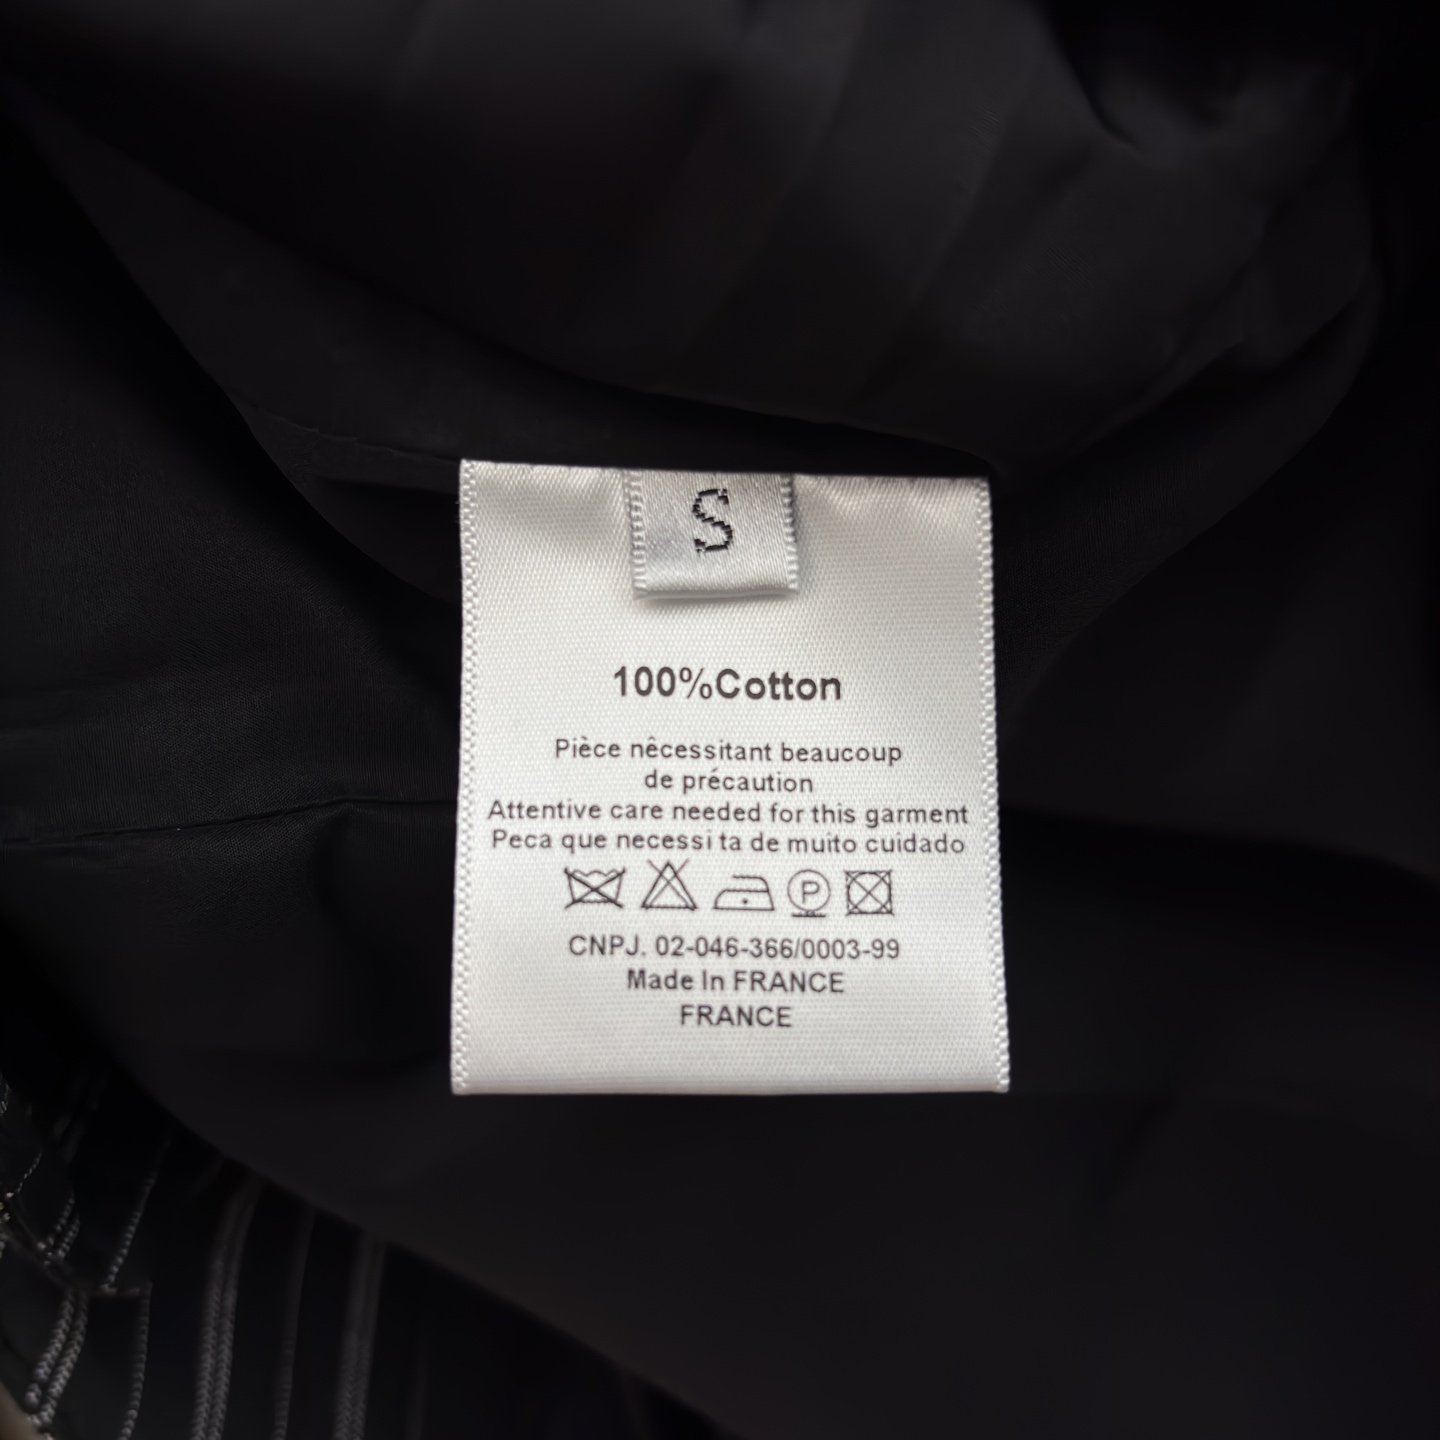 S
100%Cotton
Pièce nêcessitant beaucoup
de précaution
Attentive care needed for this garment
Peca que necessi ta de muito cuidado
P
CNPJ. 02-046-366/0003-99
Made In FRANCE
FRANCE